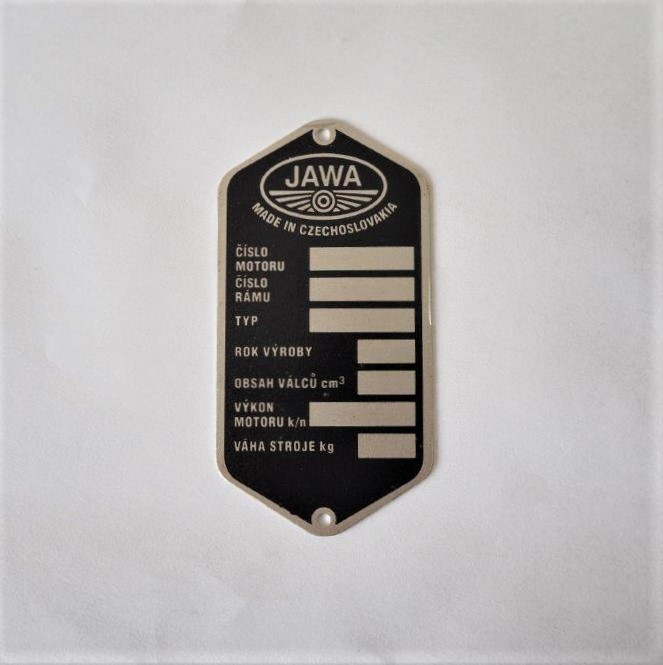 JAWA
MADE IN CZECHOSLOVAKIA
ČÍSLO
MOTORU
ČÍSLO
RÁMU
TYP
ROK VÝROBY
OBSAH VÁLCŮ cm³
VÝKON
MOTORU k/n
VÁHA STROJE kg